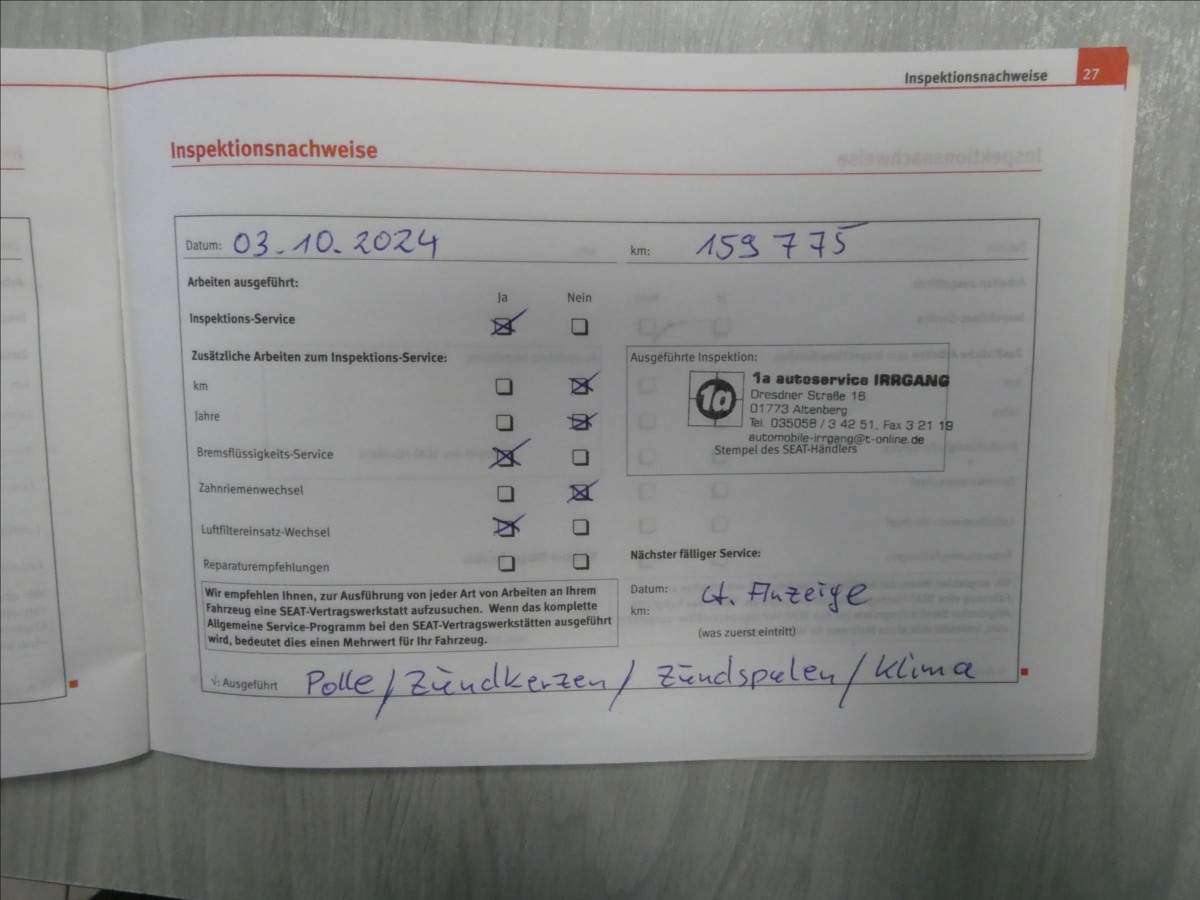 Inspektionsnachweise 27
Inspektionsnachweise
Datum: 03.10.2024 km: 159 775
Arbeiten ausgeführt:
Ja Nein
Inspektions-Service
Zusätzliche Arbeiten zum Inspektions-Service:
km
Jahre
Bremsflüssigkeits-Service
Zahnriemenwechsel
Luftfiltereinsatz-Wechsel
Reparaturempfehlungen
Ausgeführte Inspektion:
1a
1a autoservice IRRGANG
Dresdner Straße 16
01773 Altenberg
Tel. 035058 / 3 42 51, Fax 3 21 19
automobile-irrgang@t-online.de
Stempel des SEAT-Händlers
Nächster fälliger Service:
Datum: lt. Anzeige
km:
(was zuerst eintritt)
Wir empfehlen Ihnen, zur Ausführung von jeder Art von Arbeiten an Ihrem
Fahrzeug eine SEAT-Vertragswerkstatt aufzusuchen. Wenn das komplette
Allgemeine Service-Programm bei den SEAT-Vertragswerkstätten ausgeführt
wird, bedeutet dies einen Mehrwert für Ihr Fahrzeug.
√: Ausgeführt Polle / Zündkerzen / Zündspulen / Klima